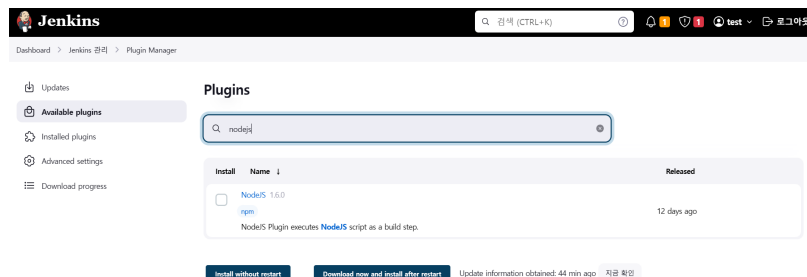 Jenkins
검색 (CTRL+K)
1
1
test
로그아웃
Dashboard > Jenkins 관리 > Plugin Manager
Updates
Available plugins
Installed plugins
Advanced settings
Download progress
Plugins
nodejs
Install Name ↓ Released
NodeJS 1.6.0
npm
12 days ago
NodeJS Plugin executes NodeJS script as a build step.
Install without restart
Download now and install after restart
Update information obtained: 44 min ago
지금 확인